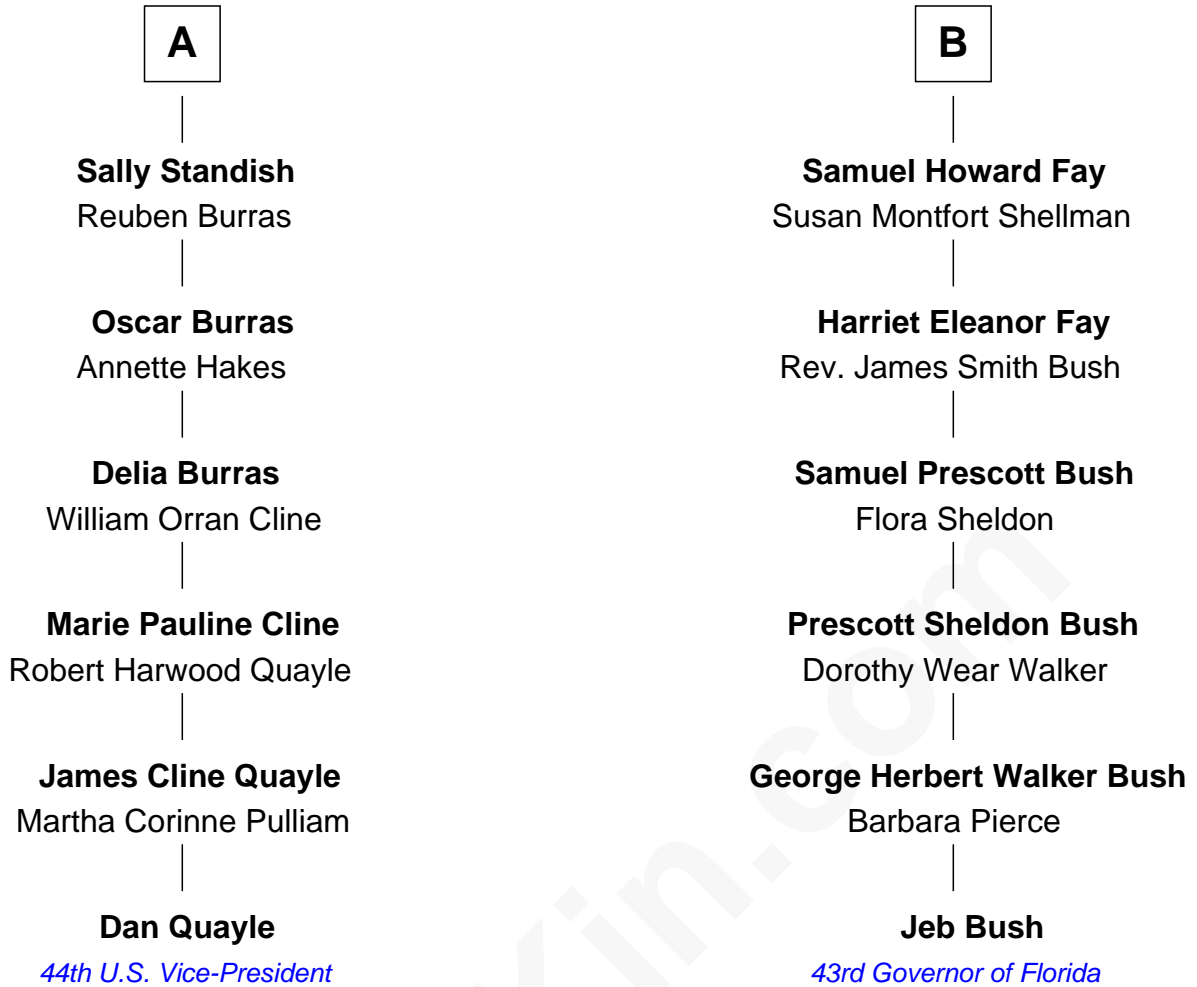 A
Sally Standish
Reuben Burras
Oscar Burras
Annette Hakes
Delia Burras
William Orran Cline
Marie Pauline Cline
Robert Harwood Quayle
James Cline Quayle
Martha Corinne Pulliam
Dan Quayle
44th U.S. Vice-President
B
Samuel Howard Fay
Susan Montfort Shellman
Harriet Eleanor Fay
Rev. James Smith Bush
Samuel Prescott Bush
Flora Sheldon
Prescott Sheldon Bush
Dorothy Wear Walker
George Herbert Walker Bush
Barbara Pierce
Jeb Bush
43rd Governor of Florida
Kin.com